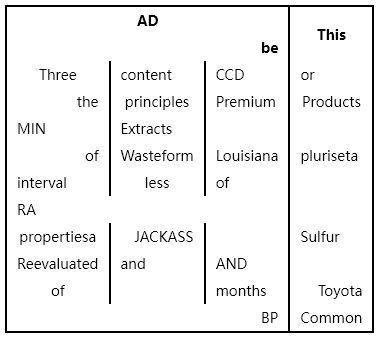 AD
This
be
Three content CCD or
the principles Premium Products
MIN Extracts
of Wasteform Louisiana pluriseta
interval less of
RA
propertiesa JACKASS Sulfur
Reevaluated and AND
of months Toyota
BP Common